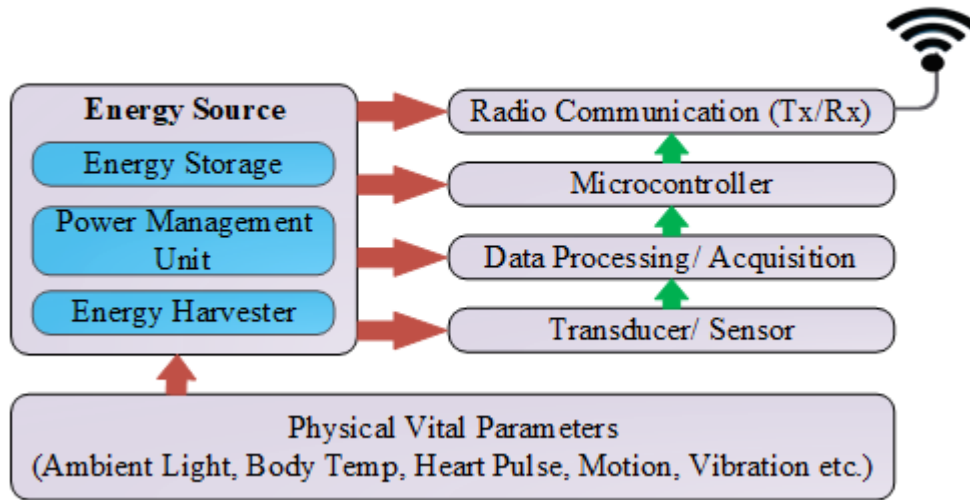 Energy Source
Energy Storage
Power Management
Unit
Energy Harvester
Radio Communication (Tx/Rx)
Microcontroller
Data Processing/ Acquisition
Transducer/ Sensor
Physical Vital Parameters
(Ambient Light, Body Temp, Heart Pulse, Motion, Vibration etc.)